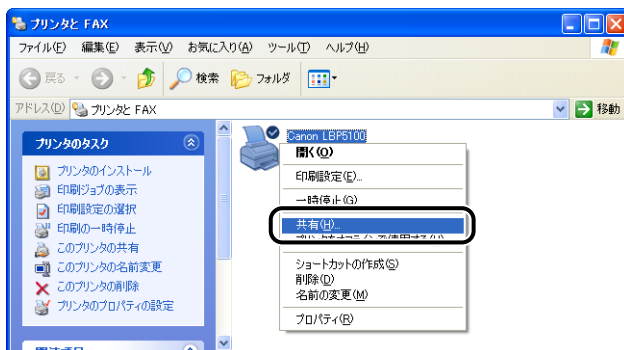 プリンタと FAX
ファイル(F) 編集(E) 表示(V) お気に入り(A) ツール(T) ヘルプ(H)
戻る 検索 フォルダ
アドレス(D) プリンタと FAX 移動
プリンタのタスク
プリンタのインストール
印刷ジョブの表示
印刷設定の選択
印刷の一時停止
このプリンタの共有
このプリンタの名前変更
このプリンタの削除
プリンタのプロパティの設定
Canon LBP5100
開く(O)
印刷設定(E)...
一時停止(G)
共有(H)...
ショートカットの作成(S)
削除(D)
名前の変更(M)
プロパティ(R)